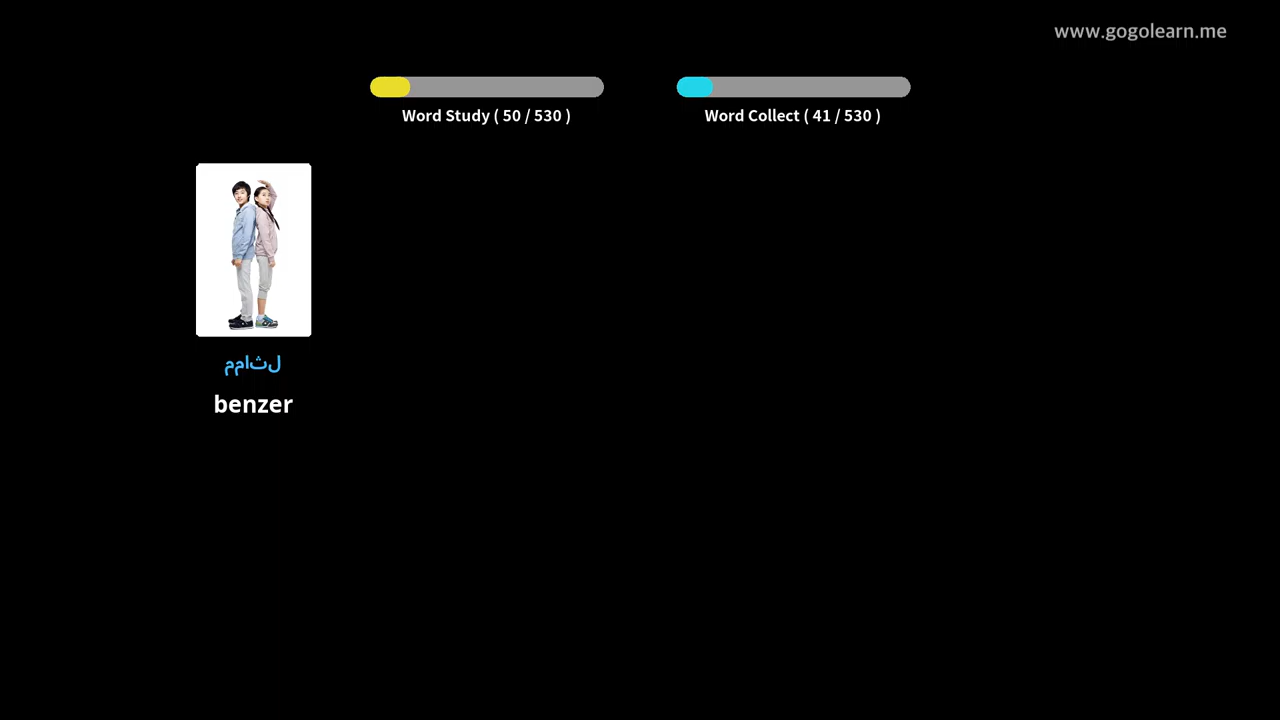 www.gogolearn.me
Word Study ( 50 / 530 )
Word Collect ( 41 / 530 )
مماثل
benzer